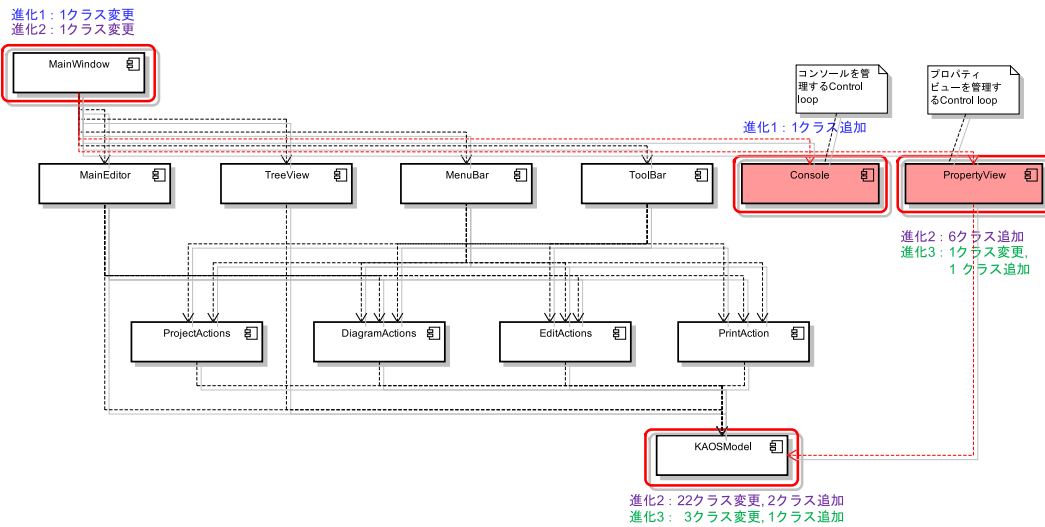 進化1 : 1クラス変更
進化2 : 1クラス変更
MainWindow
コンソールを管
理するControl
loop
プロパティ
ビューを管理す
るControl loop
進化1 : 1クラス追加
MainEditor
TreeView
MenuBar
ToolBar
Console
PropertyView
進化2 : 6クラス追加
進化3 : 1クラス変更,
1 クラス追加
ProjectActions
DiagramActions
EditActions
PrintAction
KAOSModel
進化2 : 22クラス変更, 2クラス追加
進化3 : 3クラス変更, 1クラス追加